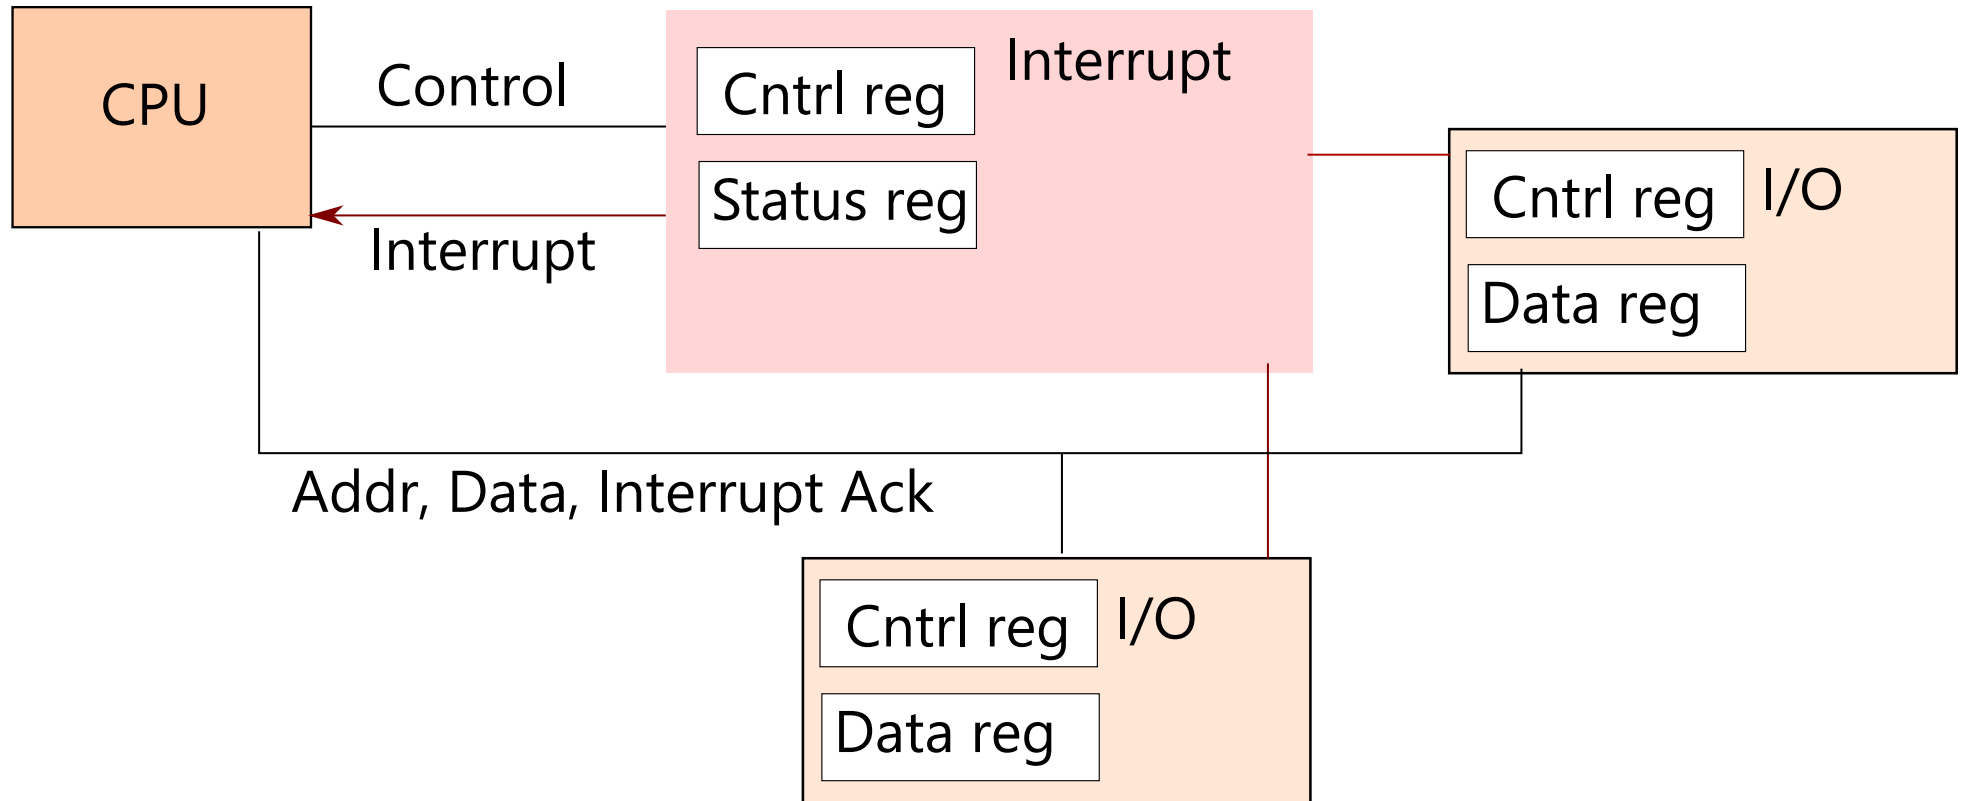 CPU
Control
Interrupt
Cntrl reg
Interrupt
Status reg
Cntrl reg
I/O
Data reg
Addr, Data, Interrupt Ack
Cntrl reg
I/O
Data reg